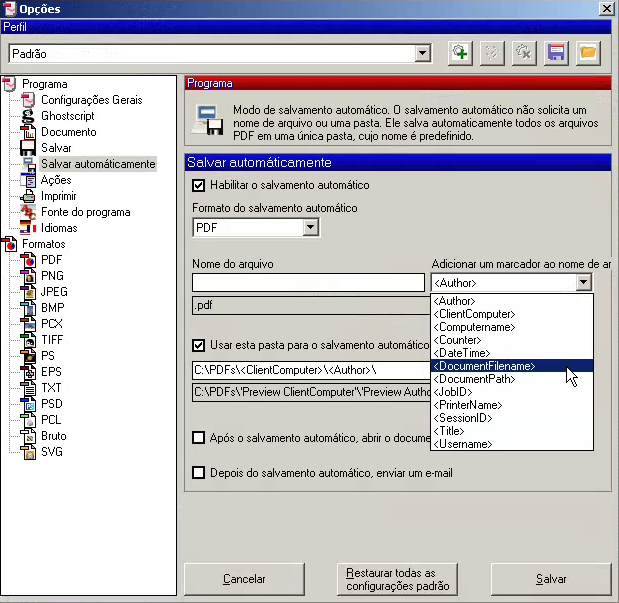 Opções
Perfil
Padrão
Programa
Configurações Gerais
Ghostscript
Documento
Salvar
Salvar automáticamente
Ações
Imprimir
Fonte do programa
Idiomas
Formatos
PDF
PNG
JPEG
BMP
PCX
TIFF
PS
EPS
TXT
PSD
PCL
Bruto
SVG
Programa
Modo de salvamento automático. O salvamento automático não solicita um
nome de arquivo ou uma pasta. Ele salva automaticamente todos os arquivos
PDF em uma única pasta, cujo nome é predefinido.
Salvar automáticamente
Habilitar o salvamento automático
Formato do salvamento automático
PDF
Nome do arquivo
Adicionar um marcador ao nome de ar
<Author>
.pdf
<Author>
<ClientComputer>
<Computername>
<Counter>
<DateTime>
<DocumentFilename>
<DocumentPath>
<JobID>
<PrinterName>
<SessionID>
<Title>
<Username>
Usar esta pasta para o salvamento automático
C:\PDFs\<ClientComputer>\<Author>\
C:\PDFs\'Preview ClientComputer'\'Preview Autho
Após o salvamento automático, abrir o docume
Depois do salvamento automático, enviar um e-mail
Cancelar
Restaurar todas as
configurações padrão
Salvar